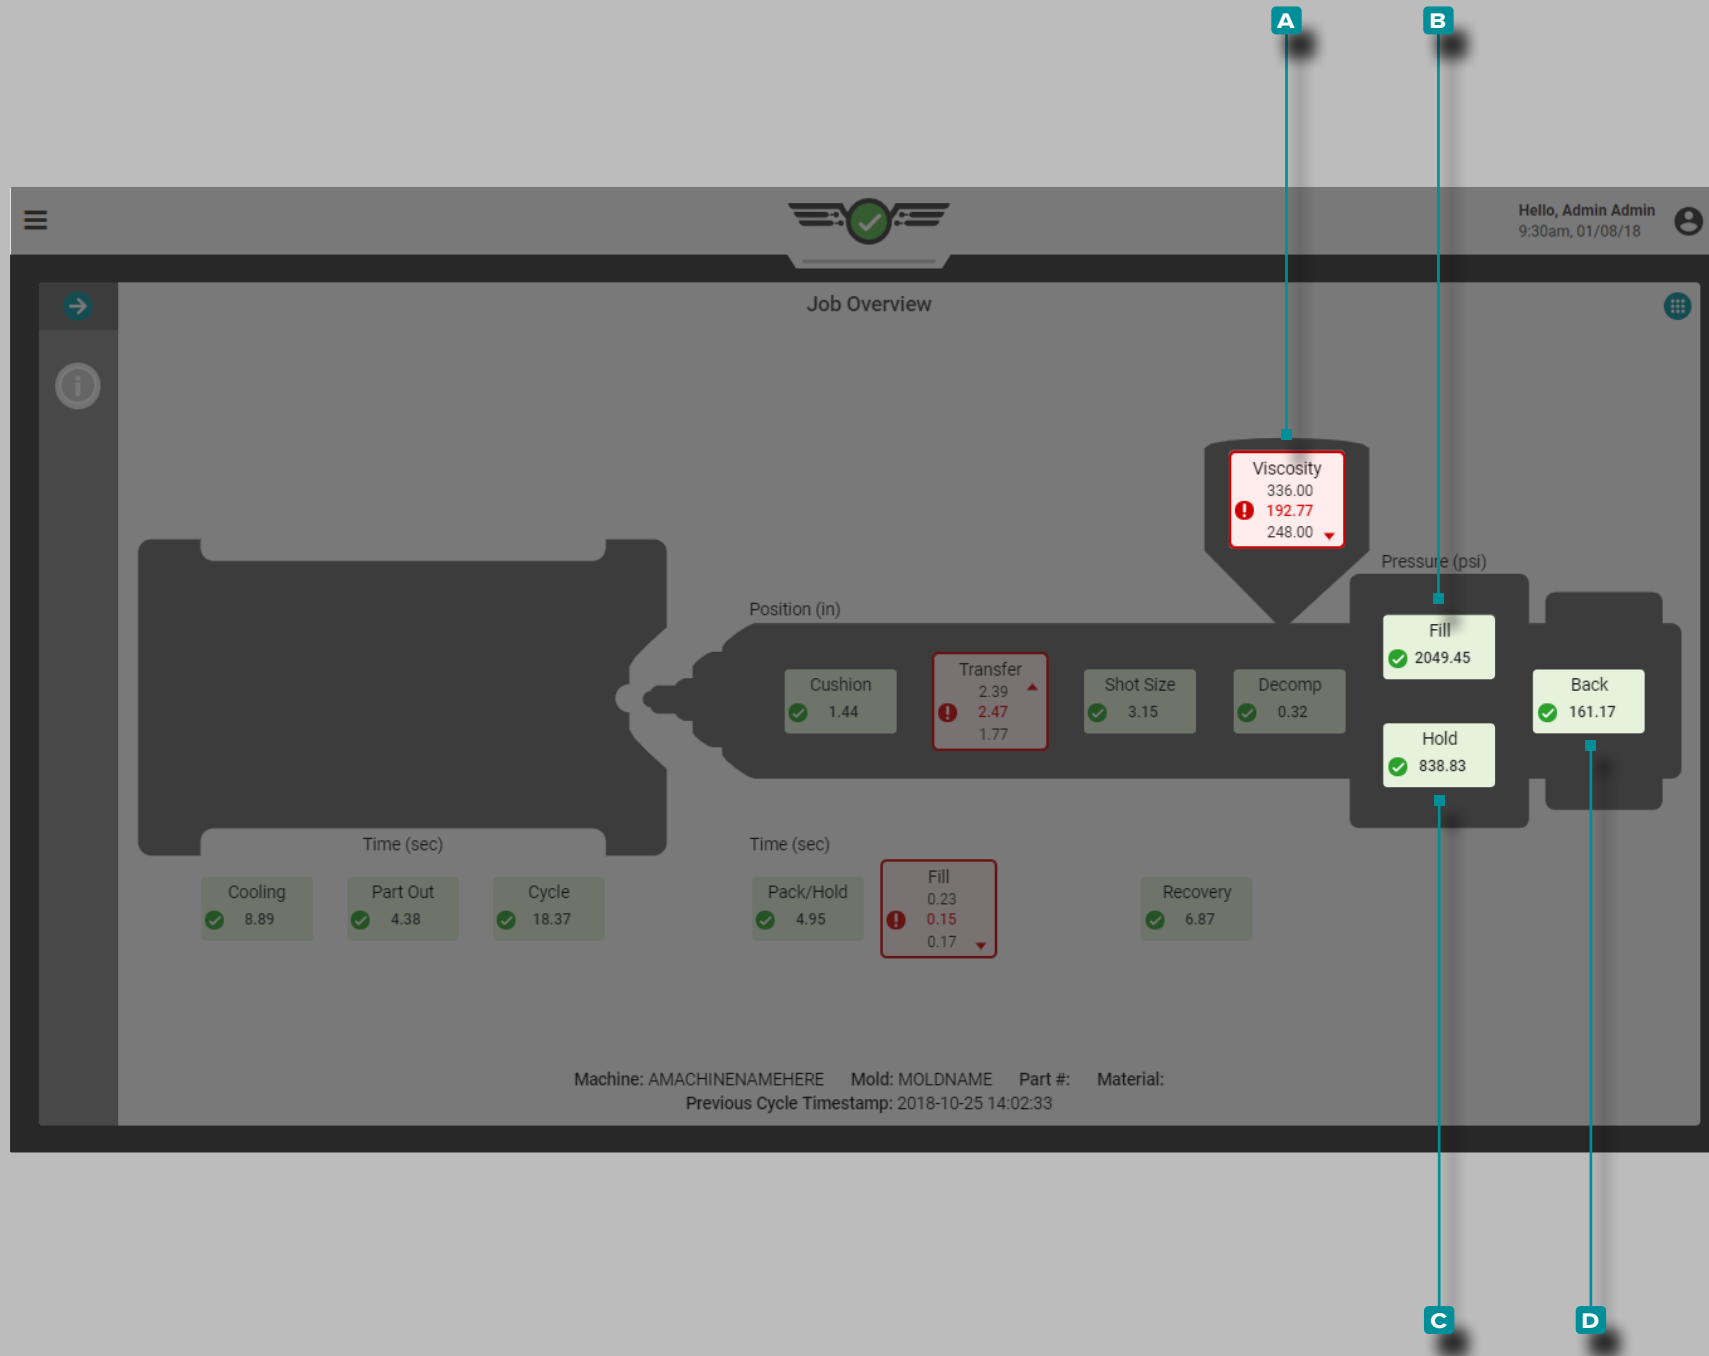 A
B
Hello, Admin Admin
9:30am, 01/08/18
Job Overview
Viscosity
336.00
192.77
248.00
Pressure (psi)
Position (in)
Fill
2049.45
Transfer
2.39
2.47
1.77
Cushion
1.44
Shot Size
3.15
Decomp
0.32
Back
161.17
Hold
838.83
Time (sec)
Time (sec)
Cooling
8.89
Part Out
4.38
Cycle
18.37
Pack/Hold
4.95
Fill
0.23
0.15
0.17
Recovery
6.87
Machine: AMACHINENAMEHERE Mold: MOLDNAME Part #: Material:
Previous Cycle Timestamp: 2018-10-25 14:02:33
C
D